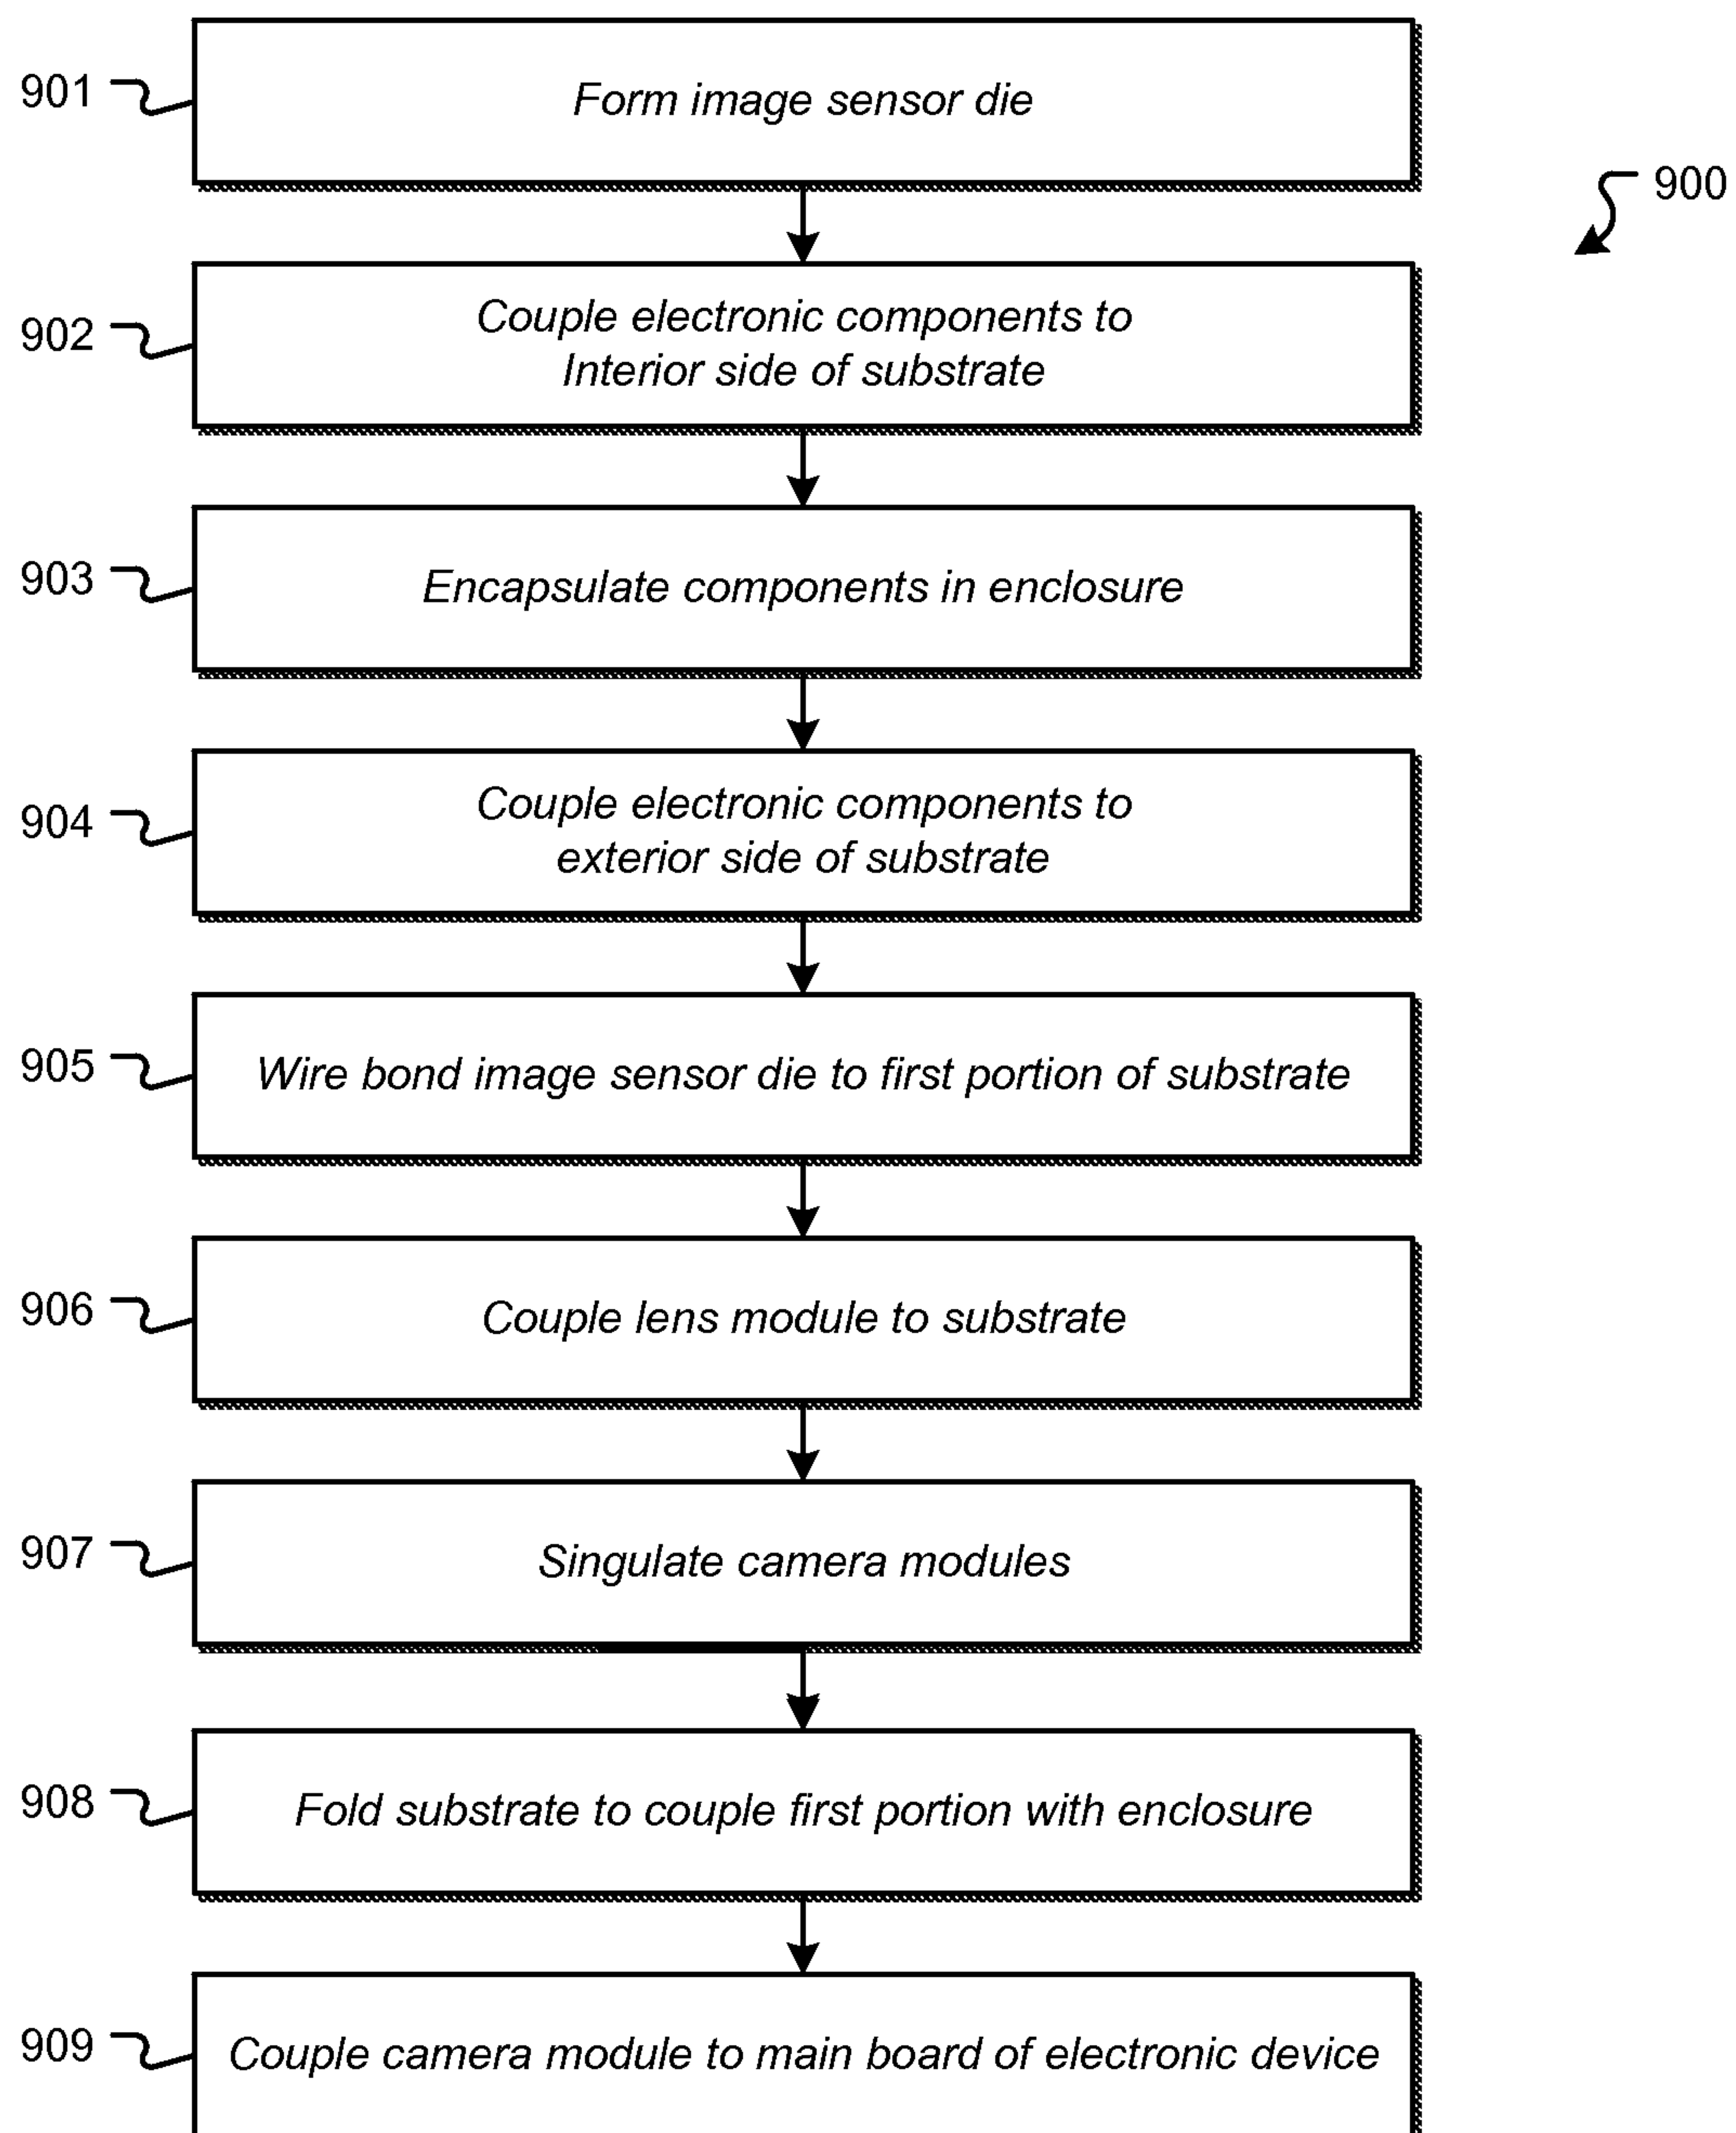 901
Form image sensor die
900
902
Couple electronic components to
Interior side of substrate
903
Encapsulate components in enclosure
904
Couple electronic components to
exterior side of substrate
905
Wire bond image sensor die to first portion of substrate
906
Couple lens module to substrate
907
Singulate camera modules
908
Fold substrate to couple first portion with enclosure
909
Couple camera module to main board of electronic device